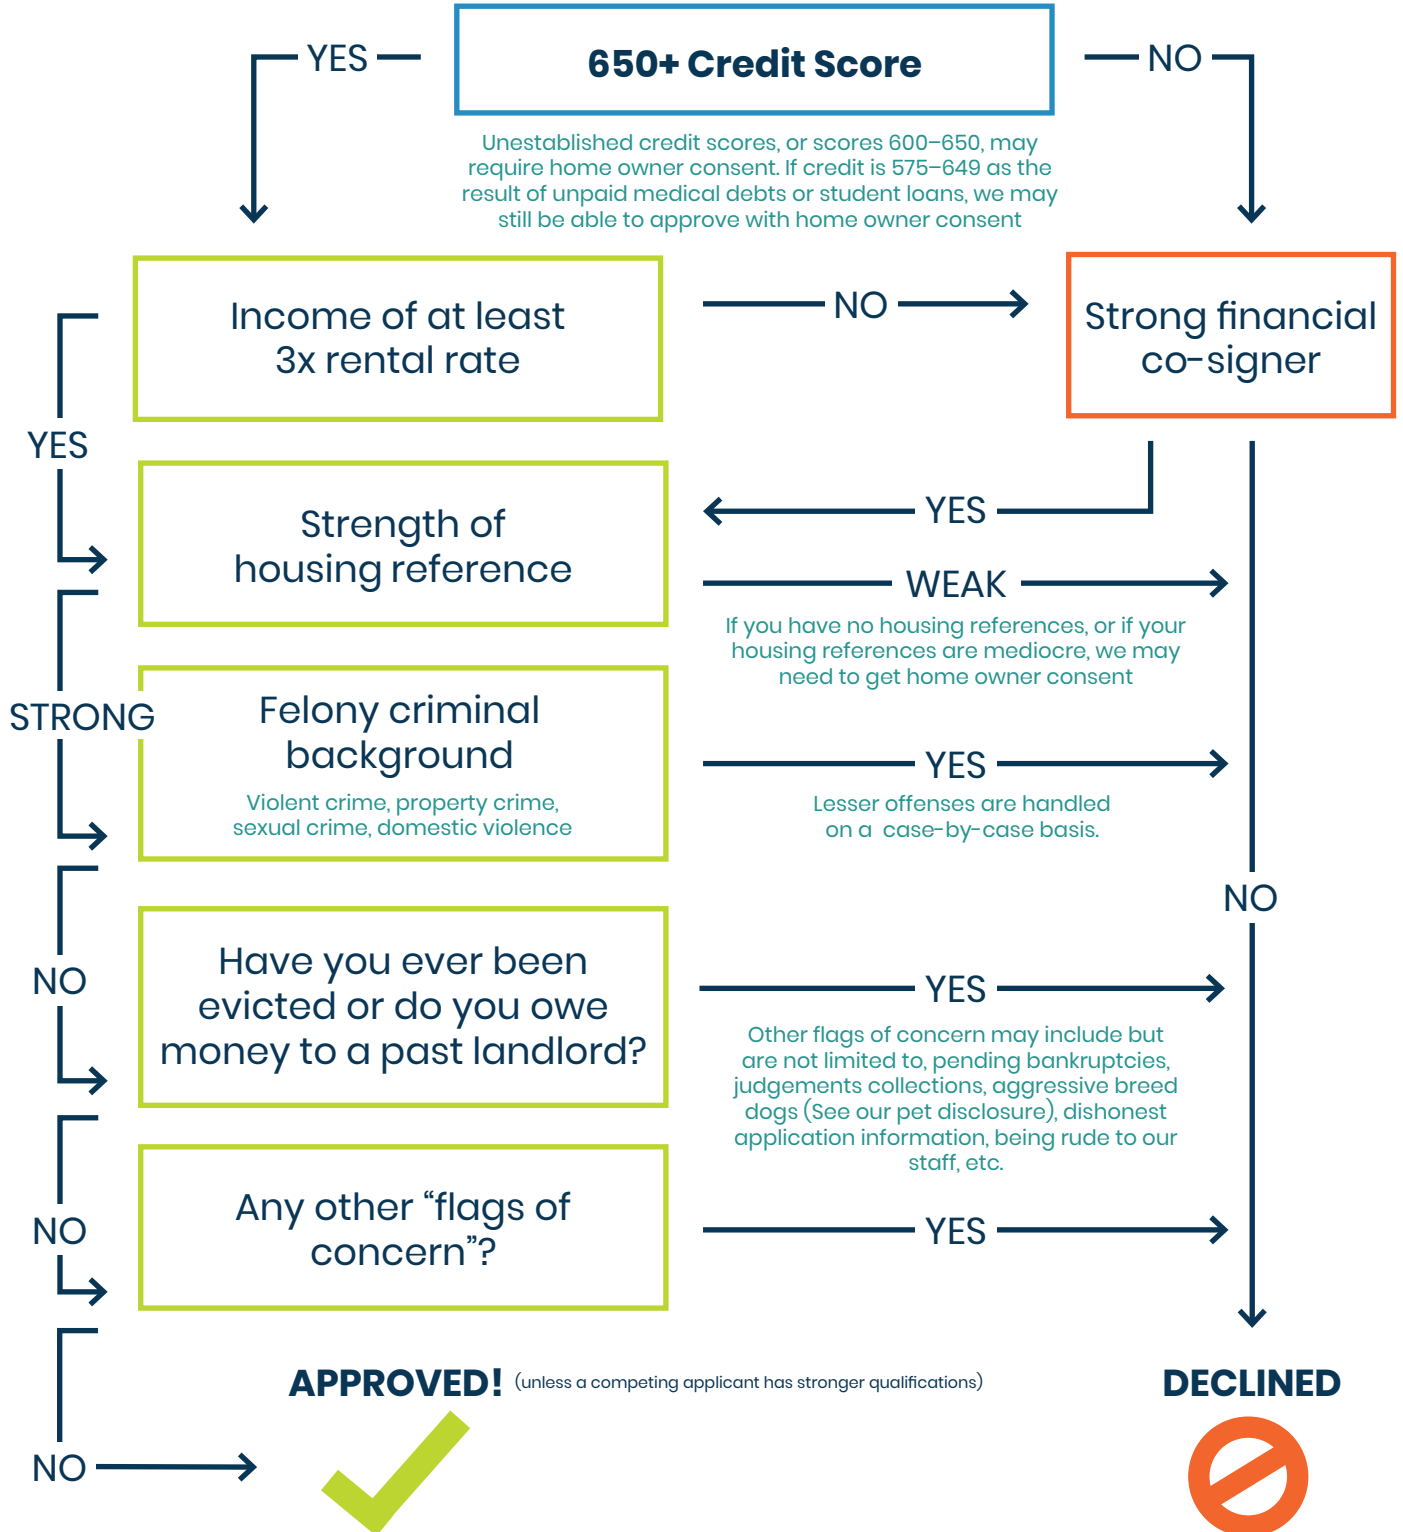 YES
650+ Credit Score
NO
Unestablished credit scores, or scores 600–650, may
require home owner consent. If credit is 575–649 as the
result of unpaid medical debts or student loans, we may
still be able to approve with home owner consent
Income of at least
3x rental rate
NO
Strong financial
co-signer
YES
Strength of
housing reference
YES
WEAK
If you have no housing references, or if your
housing references are mediocre, we may
need to get home owner consent
STRONG
Felony criminal
background
Violent crime, property crime,
sexual crime, domestic violence
YES
Lesser offenses are handled
on a case-by-case basis.
NO
NO
Have you ever been
evicted or do you owe
money to a past landlord?
YES
Other flags of concern may include but
are not limited to, pending bankruptcies,
judgements collections, aggressive breed
dogs (See our pet disclosure), dishonest
application information, being rude to our
staff, etc.
NO
Any other “flags of
concern”?
YES
APPROVED! (unless a competing applicant has stronger qualifications)
DECLINED
NO